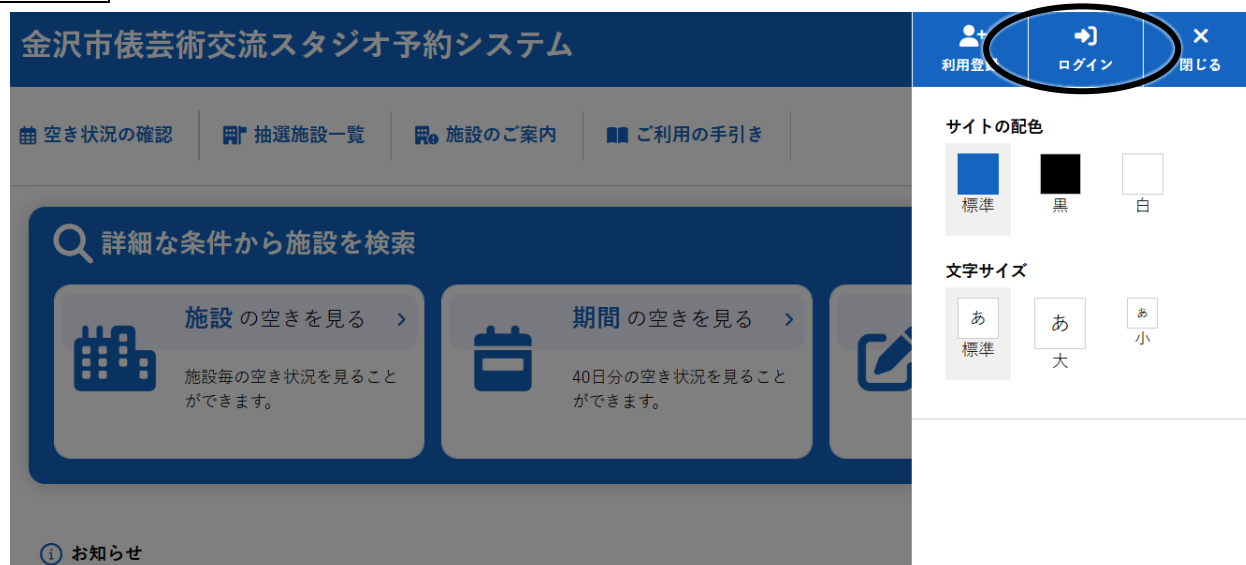 金沢市俵芸術交流スタジオ予約システム
利用登録
ログイン
閉じる
空き状況の確認
抽選施設一覧
施設のご案内
ご利用の手引き
サイトの配色
標準
黒
白
詳細な条件から施設を検索
施設 の空きを見る
施設毎の空き状況を見ること
ができます。
期間 の空きを見る
40日分の空き状況を見ること
ができます。
文字サイズ
あ
標準
あ
大
あ
小
お知らせ